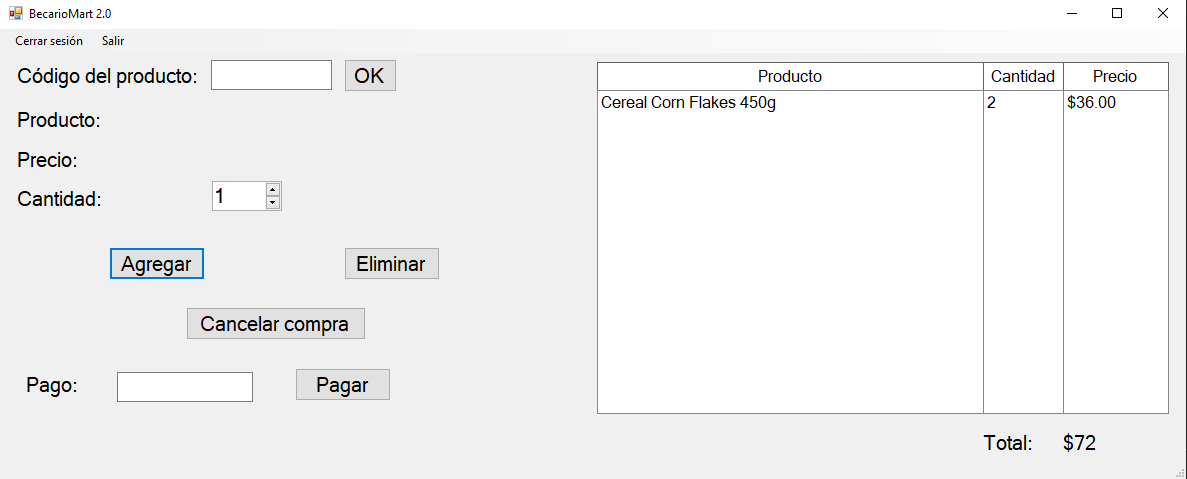 BecarioMart 2.0
Cerrar sesión Salir
Código del producto: OK
Producto:
Precio:
Cantidad: 1
Agregar Eliminar
Cancelar compra
Pago: Pagar
Producto Cantidad Precio
Cereal Corn Flakes 450g 2 $36.00
Total: $72